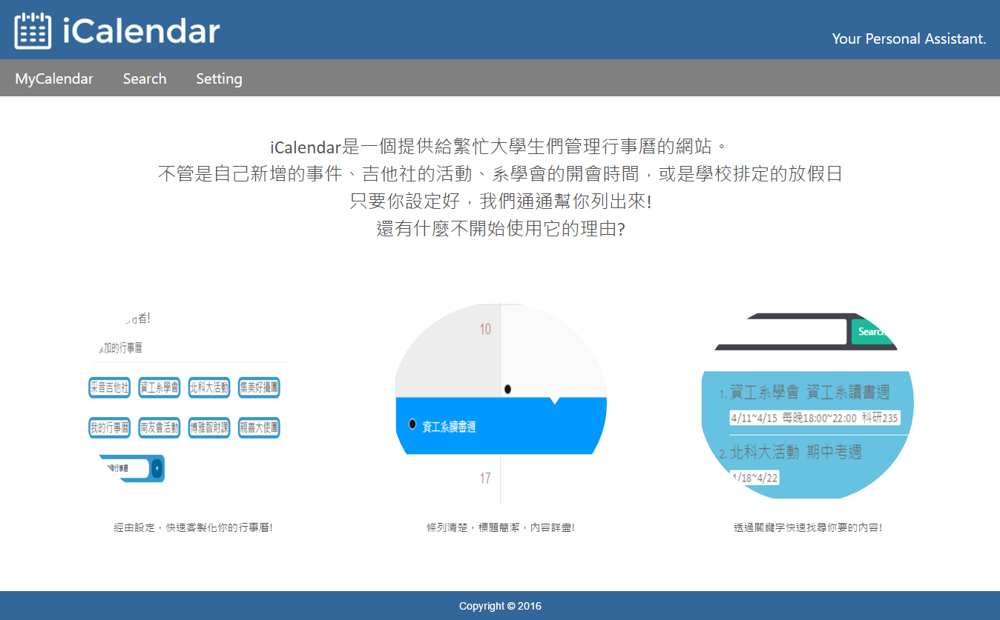 iCalendar
Your Personal Assistant.
MyCalendar Search Setting
iCalendar是一個提供給繁忙大學生們管理行事曆的網站。
不管是自己新增的事件、吉他社的活動、系學會的開會時間，或是學校排定的放假日
只要你設定好，我們通通幫你列出來!
還有什麼不開始使用它的理由?
者!
加的行事曆
采音吉他社 資工系學會 北科大活動 集美好攝團
我的行事曆 南友會活動 博雅智財課 親善大使團
行事曆 +
10
資工系讀書週
17
Search
1. 資工系學會 資工系讀書週
4/11~4/15 每晚18:00~22:00 科研235
2. 北科大活動 期中考週
4/18~4/22
經由設定，快速客製化你的行事曆!
條列清楚，標題簡潔，內容詳盡!
透過關鍵字快速找尋你要的內容!
Copyright © 2016